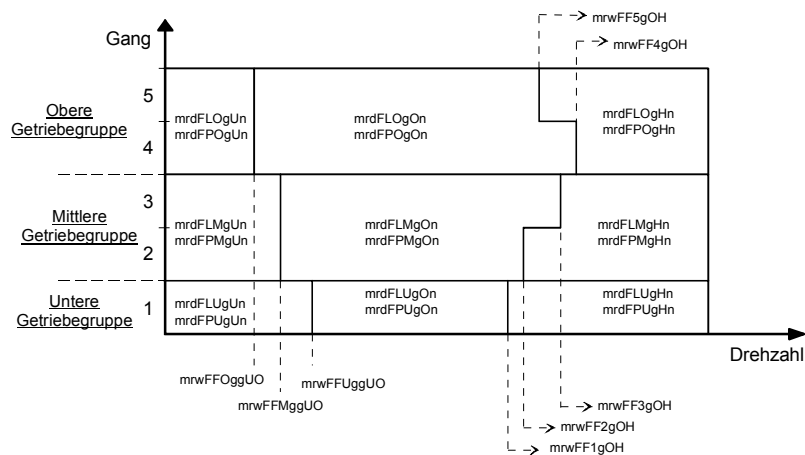 mrwFF5gOH
Gang
mrwFF4gOH
5
Obere
Getriebegruppe
4
mrdFLOgUn
mrdFPOgUn
mrdFLOgOn
mrdFPOgOn
mrdFLOgHn
mrdFPOgHn
3
Mittlere
Getriebegruppe
2
mrdFLMgUn
mrdFPMgUn
mrdFLMgOn
mrdFPMgOn
mrdFLMgHn
mrdFPMgHn
Untere
Getriebegruppe
1
mrdFLUgUn
mrdFPUgUn
mrdFLUgOn
mrdFPUgOn
mrdFLUgHn
mrdFPUgHn
Drehzahl
mrwFFOggUO
mrwFFUggUO
mrwFFMggUO
mrwFF3gOH
mrwFF2gOH
mrwFF1gOH